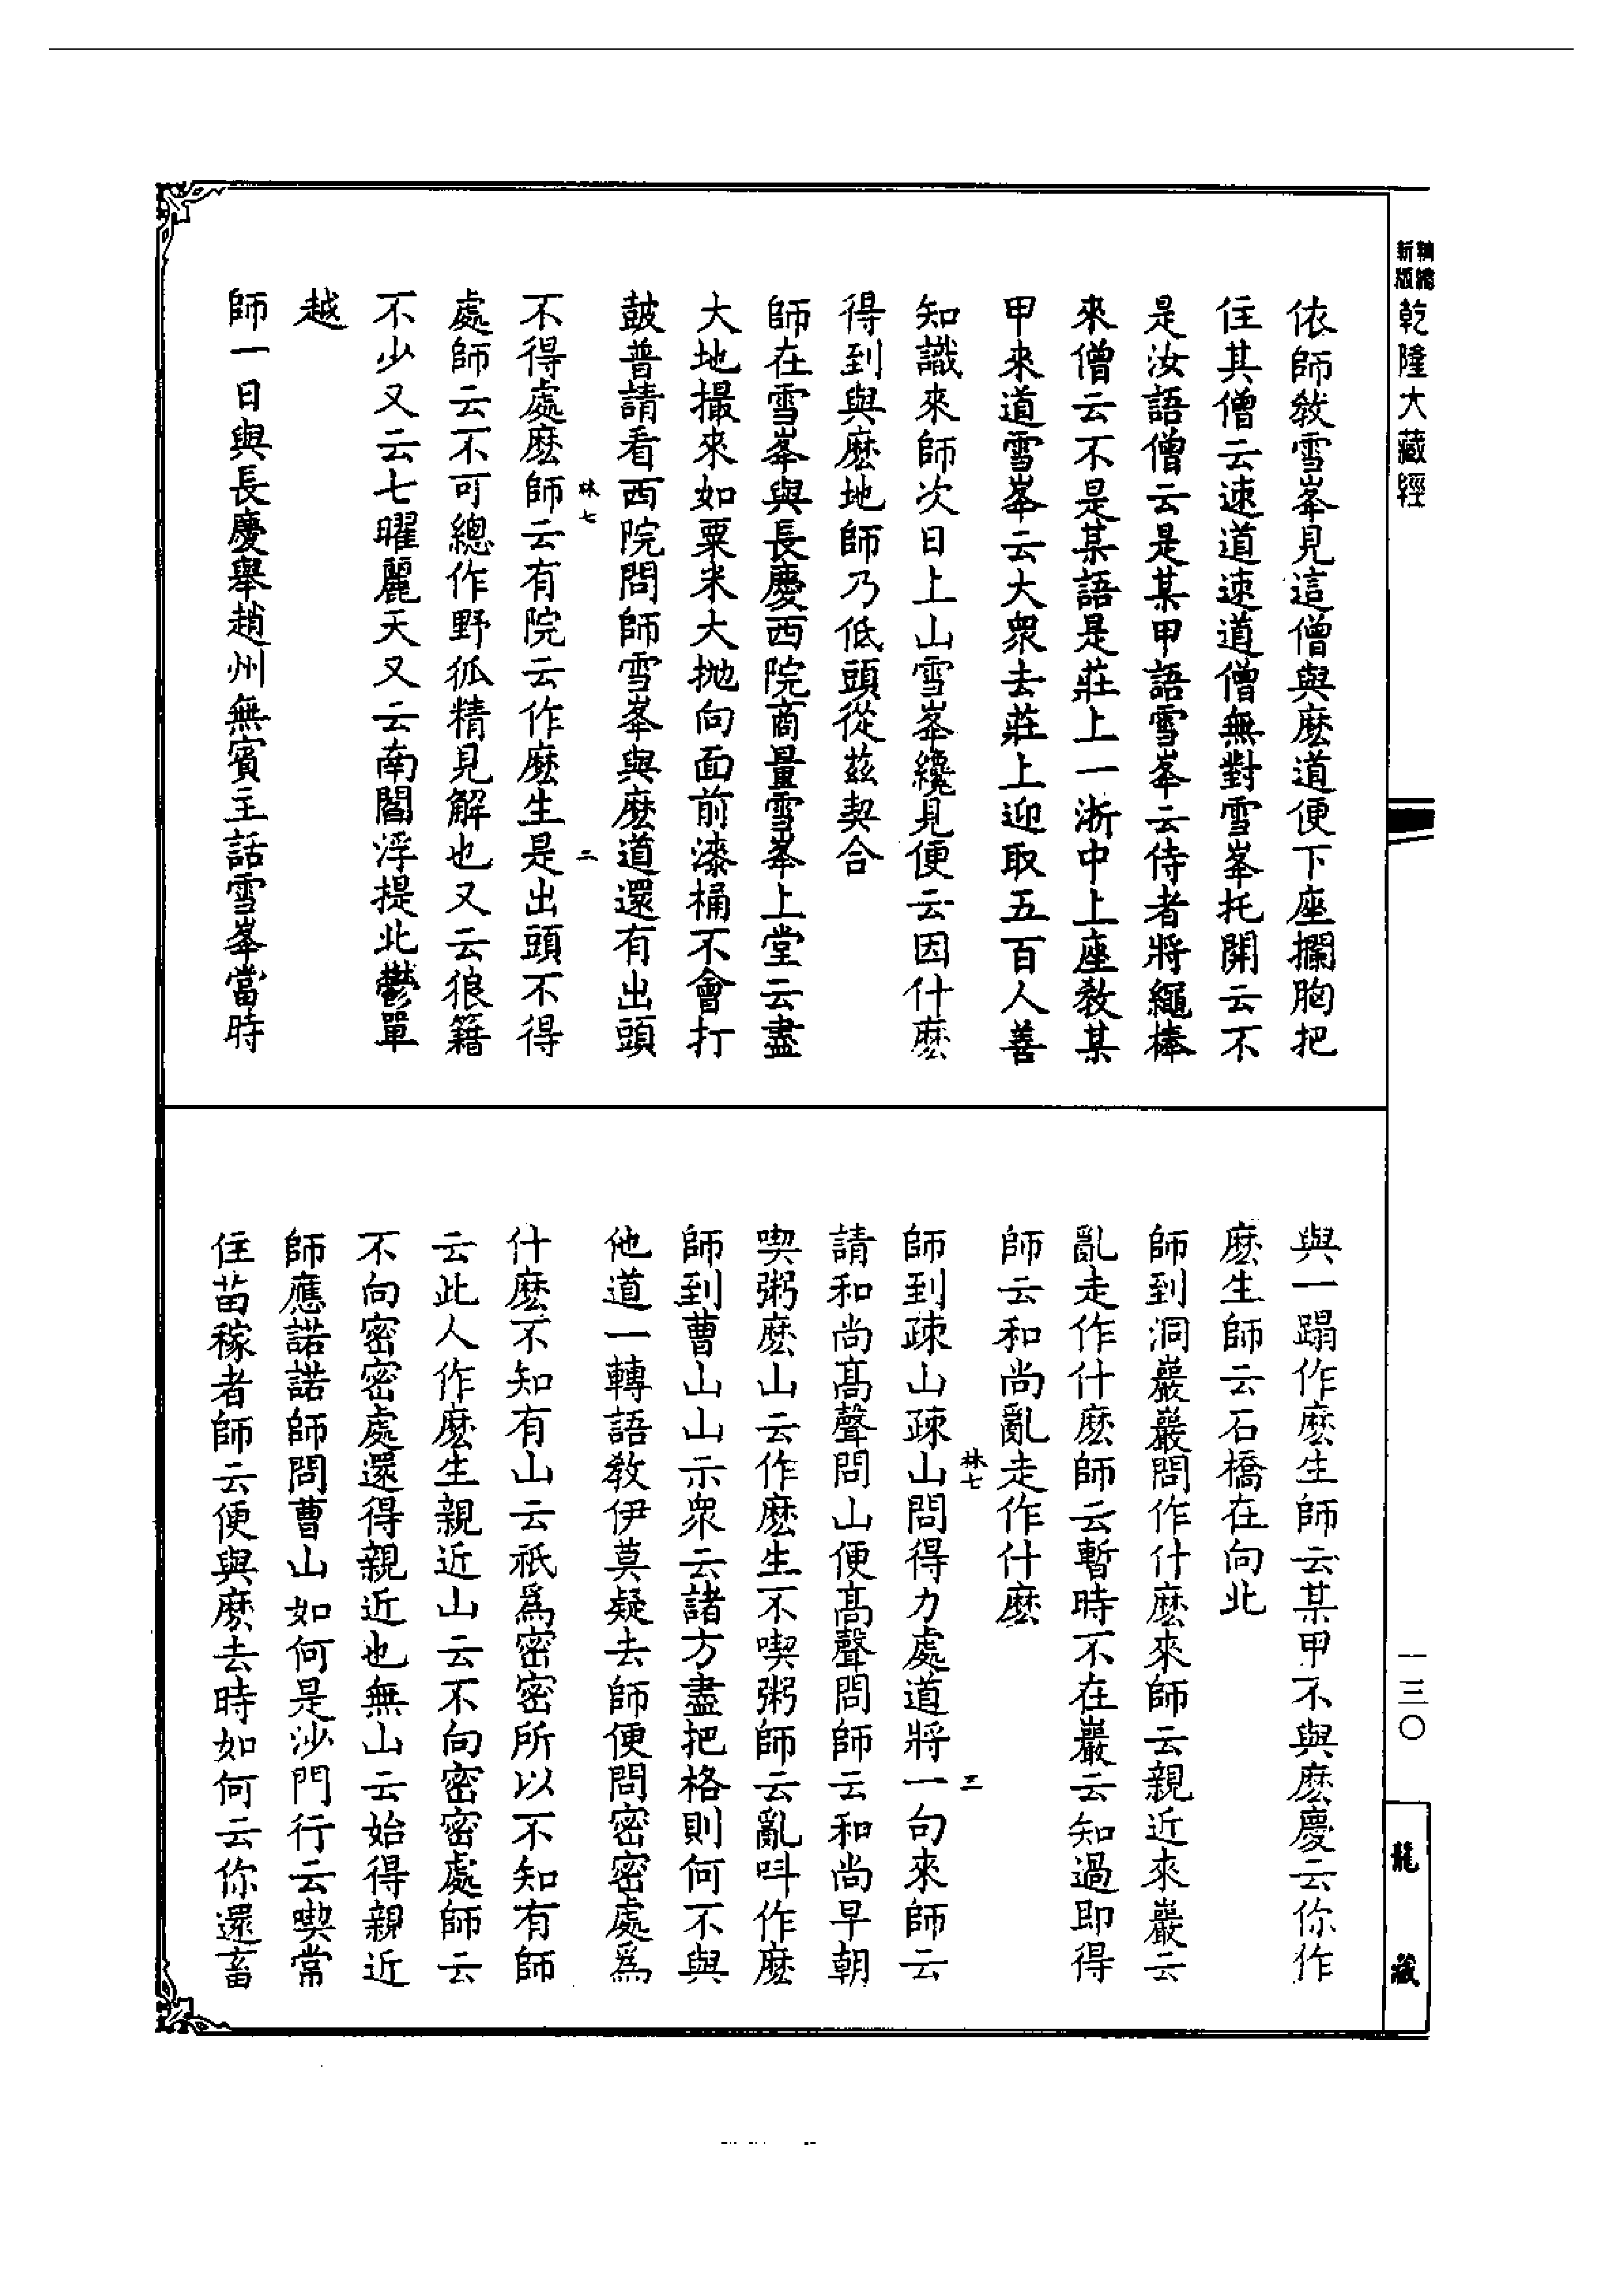 精縮
新版
乾隆大藏經
依師敎雪峯見這僧與麽道便下座攔胸把
住其僧云速道速道僧無對雪峯托開云不
是汝語僧云是某甲語雪峯云侍者將繩棒
來僧云不是某語是莊上一浙中上座敎某
甲來道雪峯云大衆去莊上迎取五百人善
知識來師次日上山雪峯纔見便云因什麽
得到與麽地師乃低頭從茲契合
師在雪峯與長慶西院商量雪峯上堂云盡
大地撮來如粟米大拋向面前漆桶不會打
鼓普請看西院問師雪峯與麽道還有出頭
林七
二
不得處麽師云有院云作麽生是出頭不得
處師云不可總作野狐精見解也又云狼籍
不少又云七曜麗天又云南閻浮提北鬱單
越
師一日與長慶舉趙州無賓主話雪峯當時
與一蹋作麽生師云某甲不與麽慶云你作
麽生師云石橋在向北
師到洞巖巖問作什麽來師云親近來巖云
亂走作什麽師云暫時不在巖云知過即得
師云和尚亂走作什麽
林七
三
師到疎山疎山問得力處道將一句來師云
請和尚髙聲問山便髙聲問師云和尚早朝
喫粥麽山云作麽生不喫粥師云亂呌作麽
師到曹山山示衆云諸方盡把格則何不與
他道一轉語敎伊莫疑去師便問密密處爲
什麽不知有山云祇爲密密所以不知有師
云此人作麽生親近山云不向密密處師云
不向密密處還得親近也無山云始得親近
師應諾諾師問曹山如何是沙門行云喫常
住苗稼者師云便與麽去時如何云你還畜
一三〇
龍藏